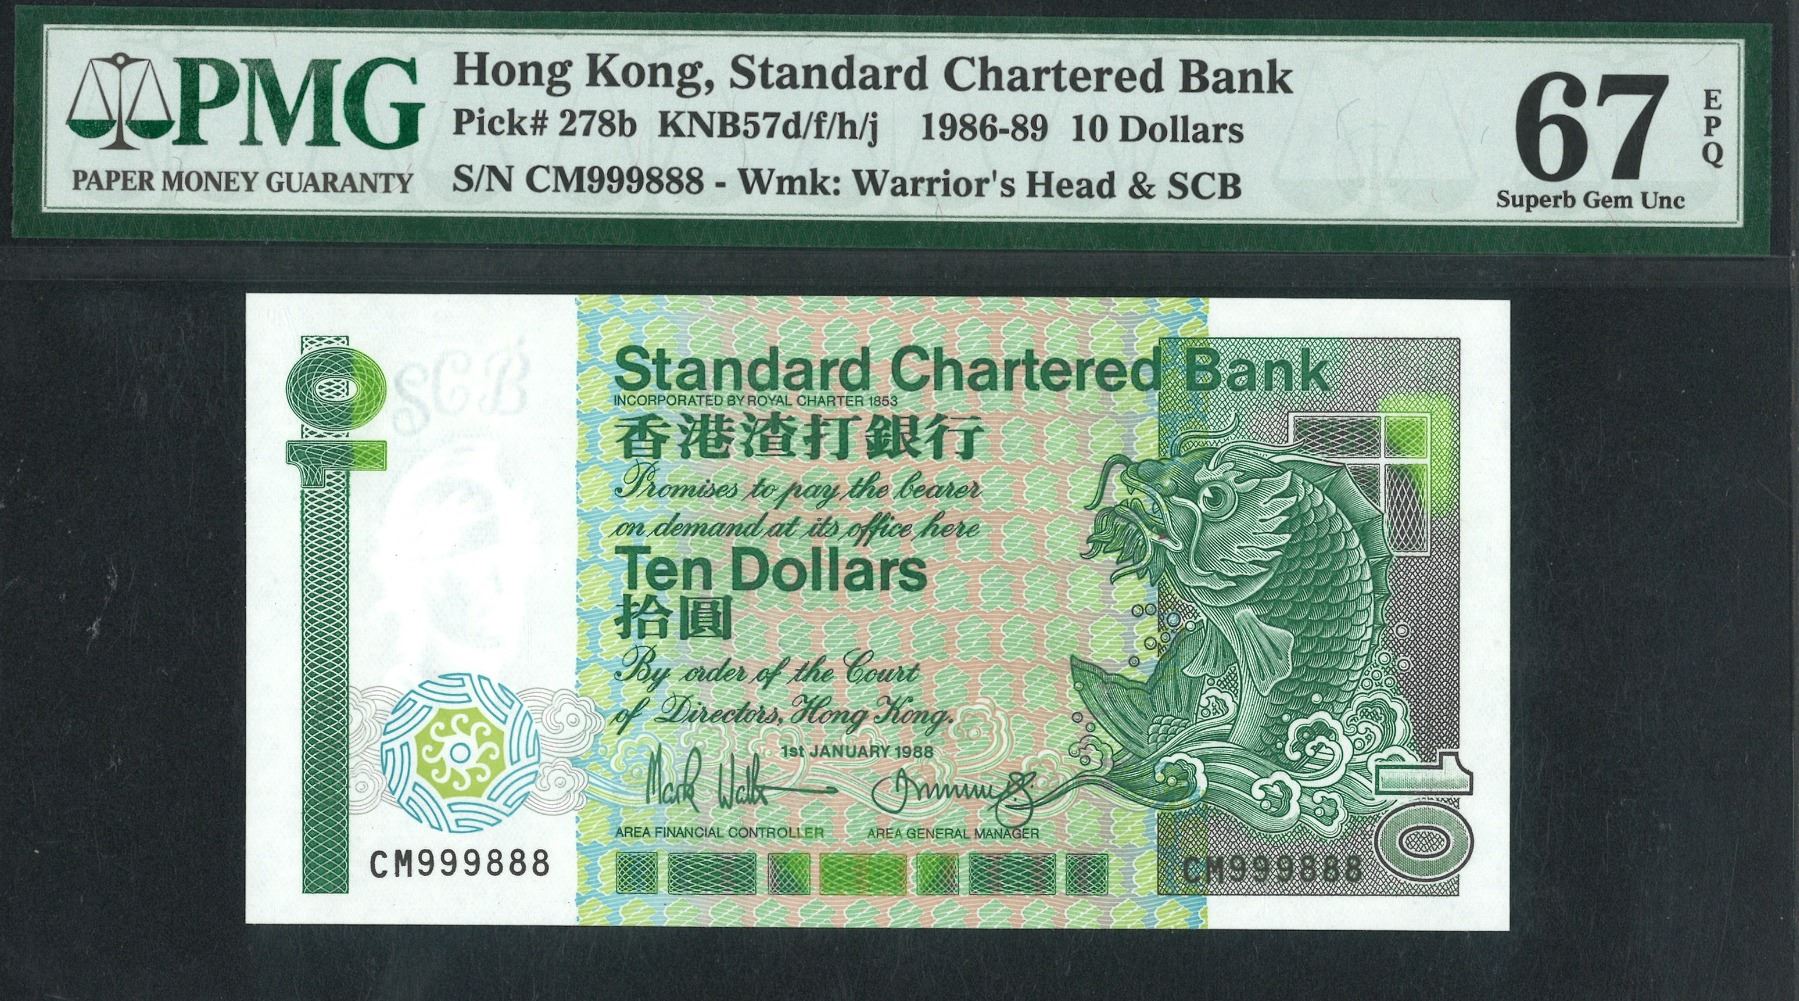 PMG
PAPER MONEY GUARANTY
Hong Kong, Standard Chartered Bank
Pick# 278b KNB57d/f/h/j 1986-89 10 Dollars
S/N CM999888 - Wmk: Warrior's Head & SCB
67
EPQ
Superb Gem Unc
10
SCB
Standard Chartered Bank
INCORPORATED BY ROYAL CHARTER 1853
香港渣打銀行
Promises to pay the bearer
on demand at its office here
Ten Dollars
拾圓
By order of the Court
of Directors, Hong Kong.
1st JANUARY 1988
AREA FINANCIAL CONTROLLER AREA GENERAL MANAGER
CM999888
CM999888
10